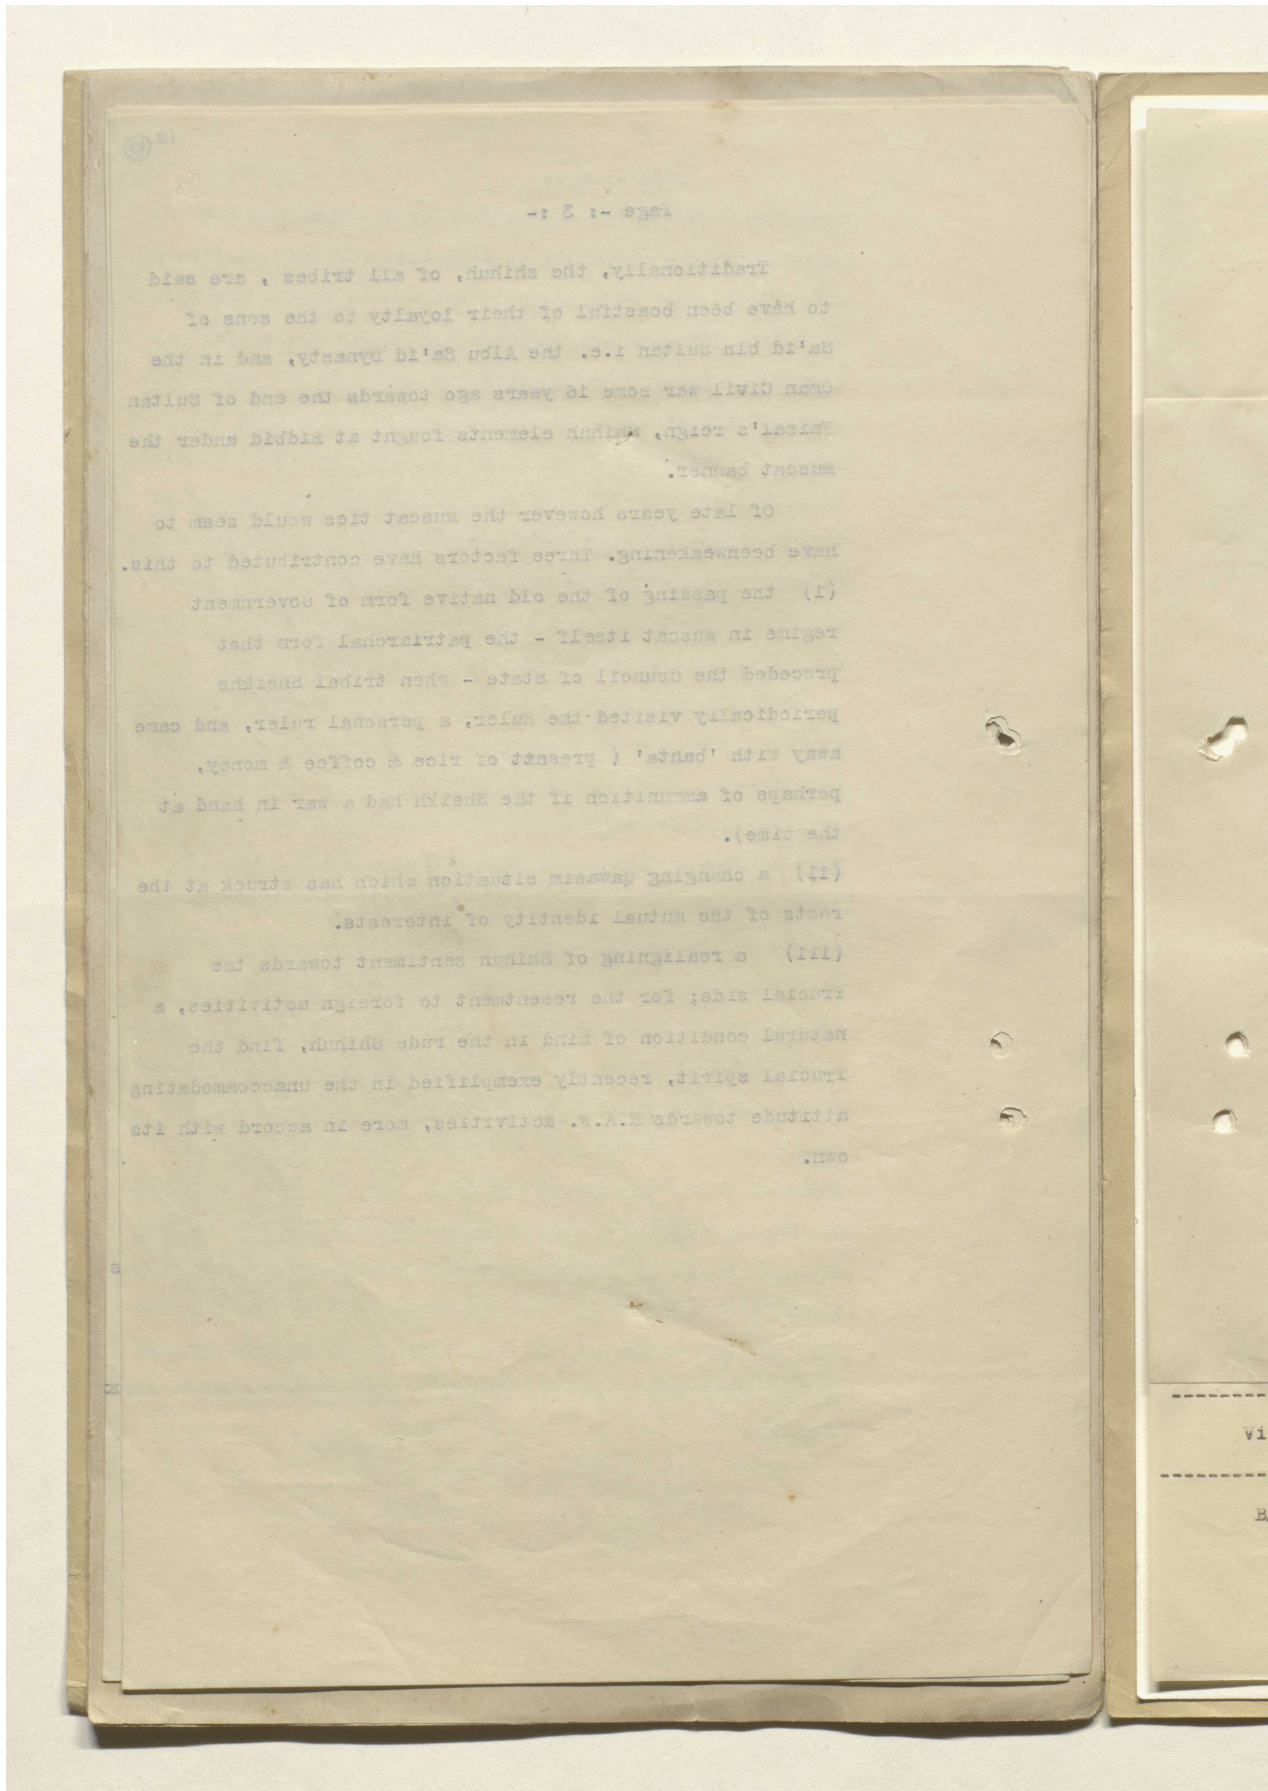 Page -: 3 :-
Traditionally, the shihuh, of all tribes , are said
to have been boastful of their loyalty to the sons of
Sa'id bin Sultan i.e. the Albu Sa'id Dynasty, and in the
Oman Civil war some 16 years ago towards the end of Sultan
Faisal's reign, Shihuh elements fought at Bidbid under the
muscat banner.
Of late years however the muscat ties would seem to
have beenweakening. Three factors have contributed to this.
(i) the passing of the old native form of Government
regime in muscat itself - the patriarchal form that
preceded the Council of State - when tribal Sheikhs
periodically visited the Ruler, a personal ruler, and came
away with 'bahta' ( presntt of rice & coffee & money,
perhaps of ammunition if the Sheikh had a war in hand at
the time).
(ii) a changing Qawasim situation which has struck at the
roots of the mutual identity of interests.
(iii) a realigning of Shihuh sentiment towards the
Trucial side; for the resentment to foreign activities, a
natural condition of mind in the rude Shihuh, find the
Trucial spirit, recently exemplified in the unaccommodating
attitude towards R.A.F. activities, more in accord with its
own.
Vi
B